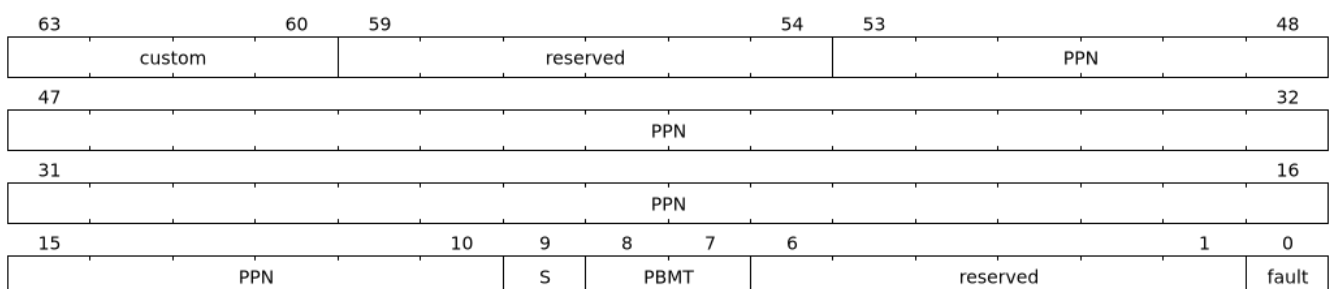 63 60 59 54 53 48
custom reserved PPN
47 32
PPN
31 16
PPN
15 10 9 8 7 6 1 0
PPN S PBMT reserved fault